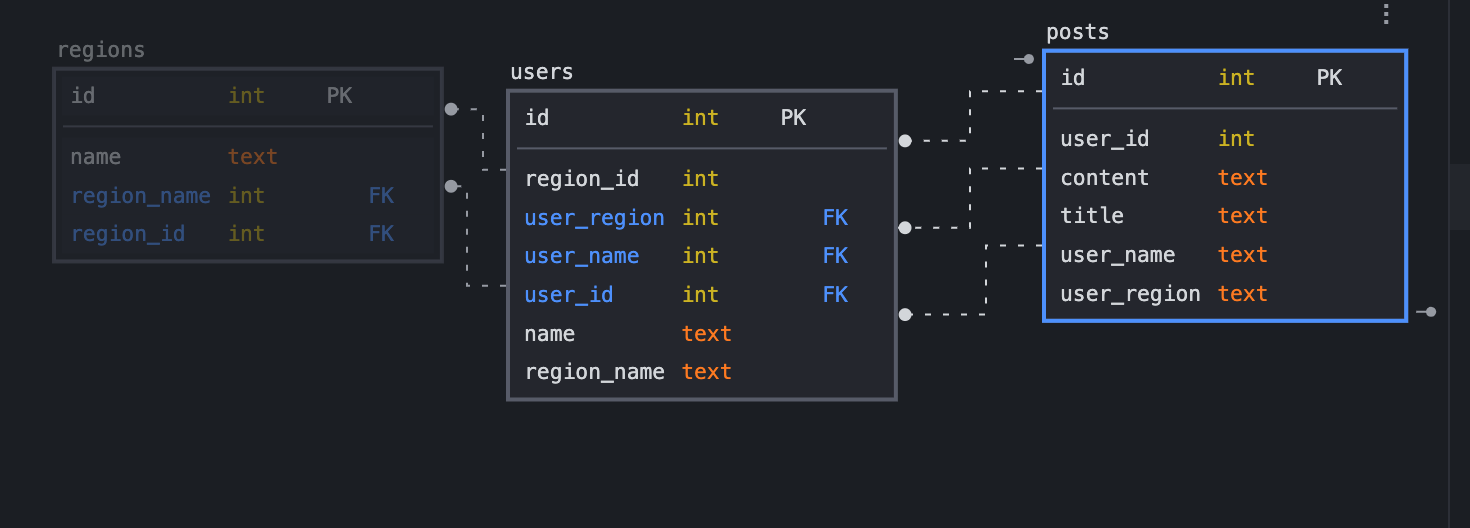 regions
id int PK
name text
region_name int FK
region_id int FK
users
id int PK
region_id int
user_region int FK
user_name int FK
user_id int FK
name text
region_name text
posts
id int PK
user_id int
content text
title text
user_name text
user_region text